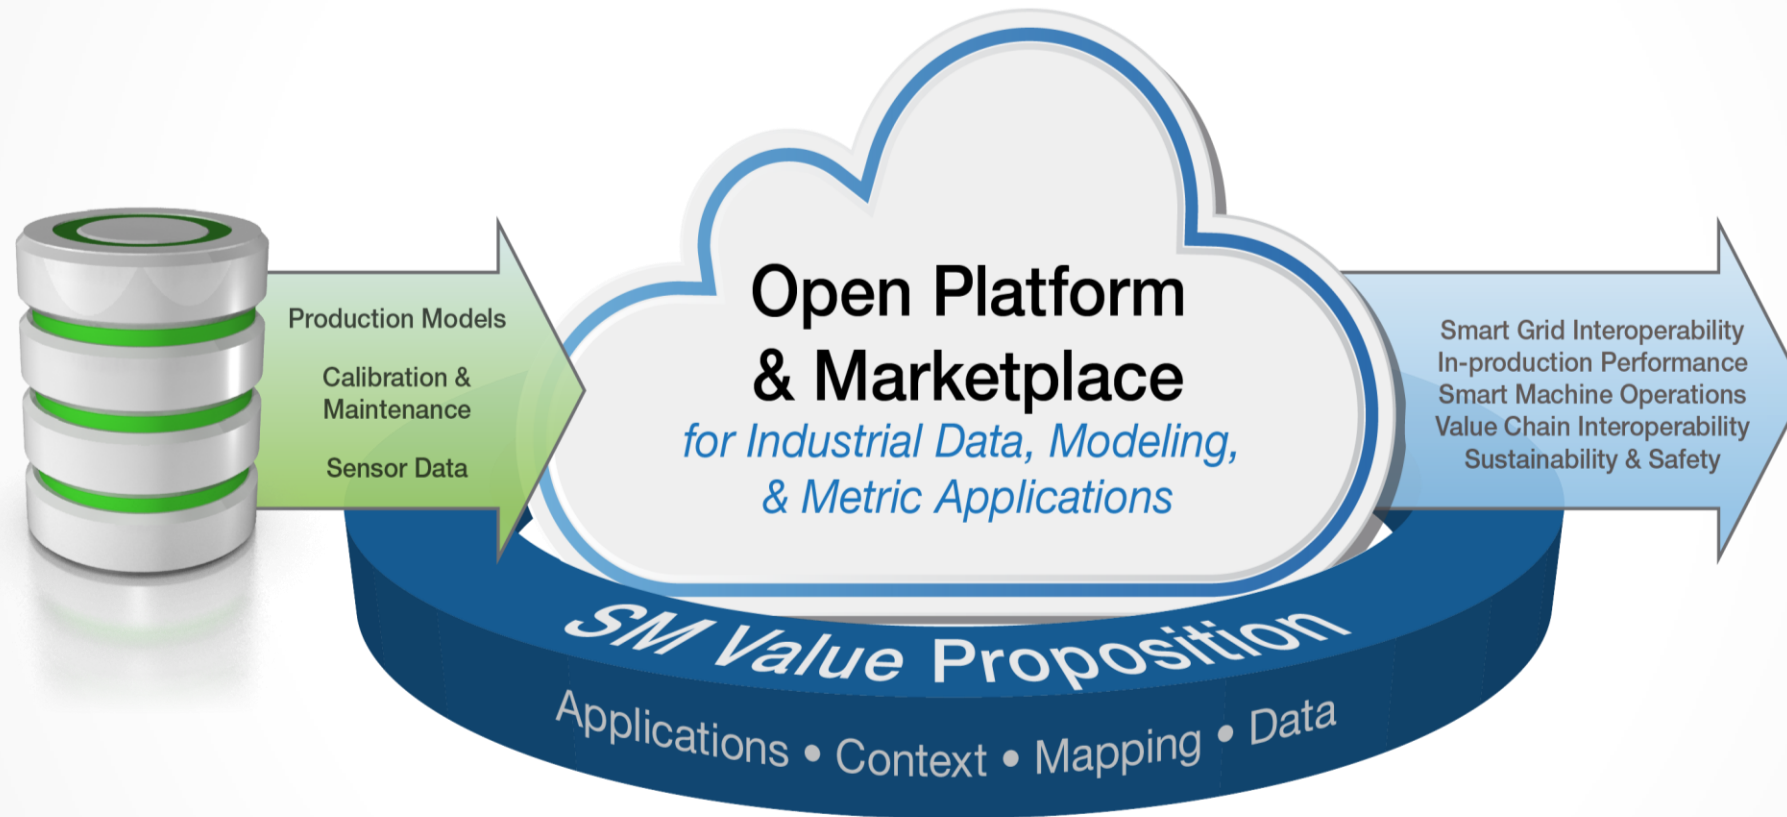 Production Models
Calibration &
Maintenance
Sensor Data
Open Platform
& Marketplace
for Industrial Data, Modeling,
& Metric Applications
Smart Grid Interoperability
In-production Performance
Smart Machine Operations
Value Chain Interoperability
Sustainability & Safety
SM Value Proposition
Applications • Context • Mapping • Data